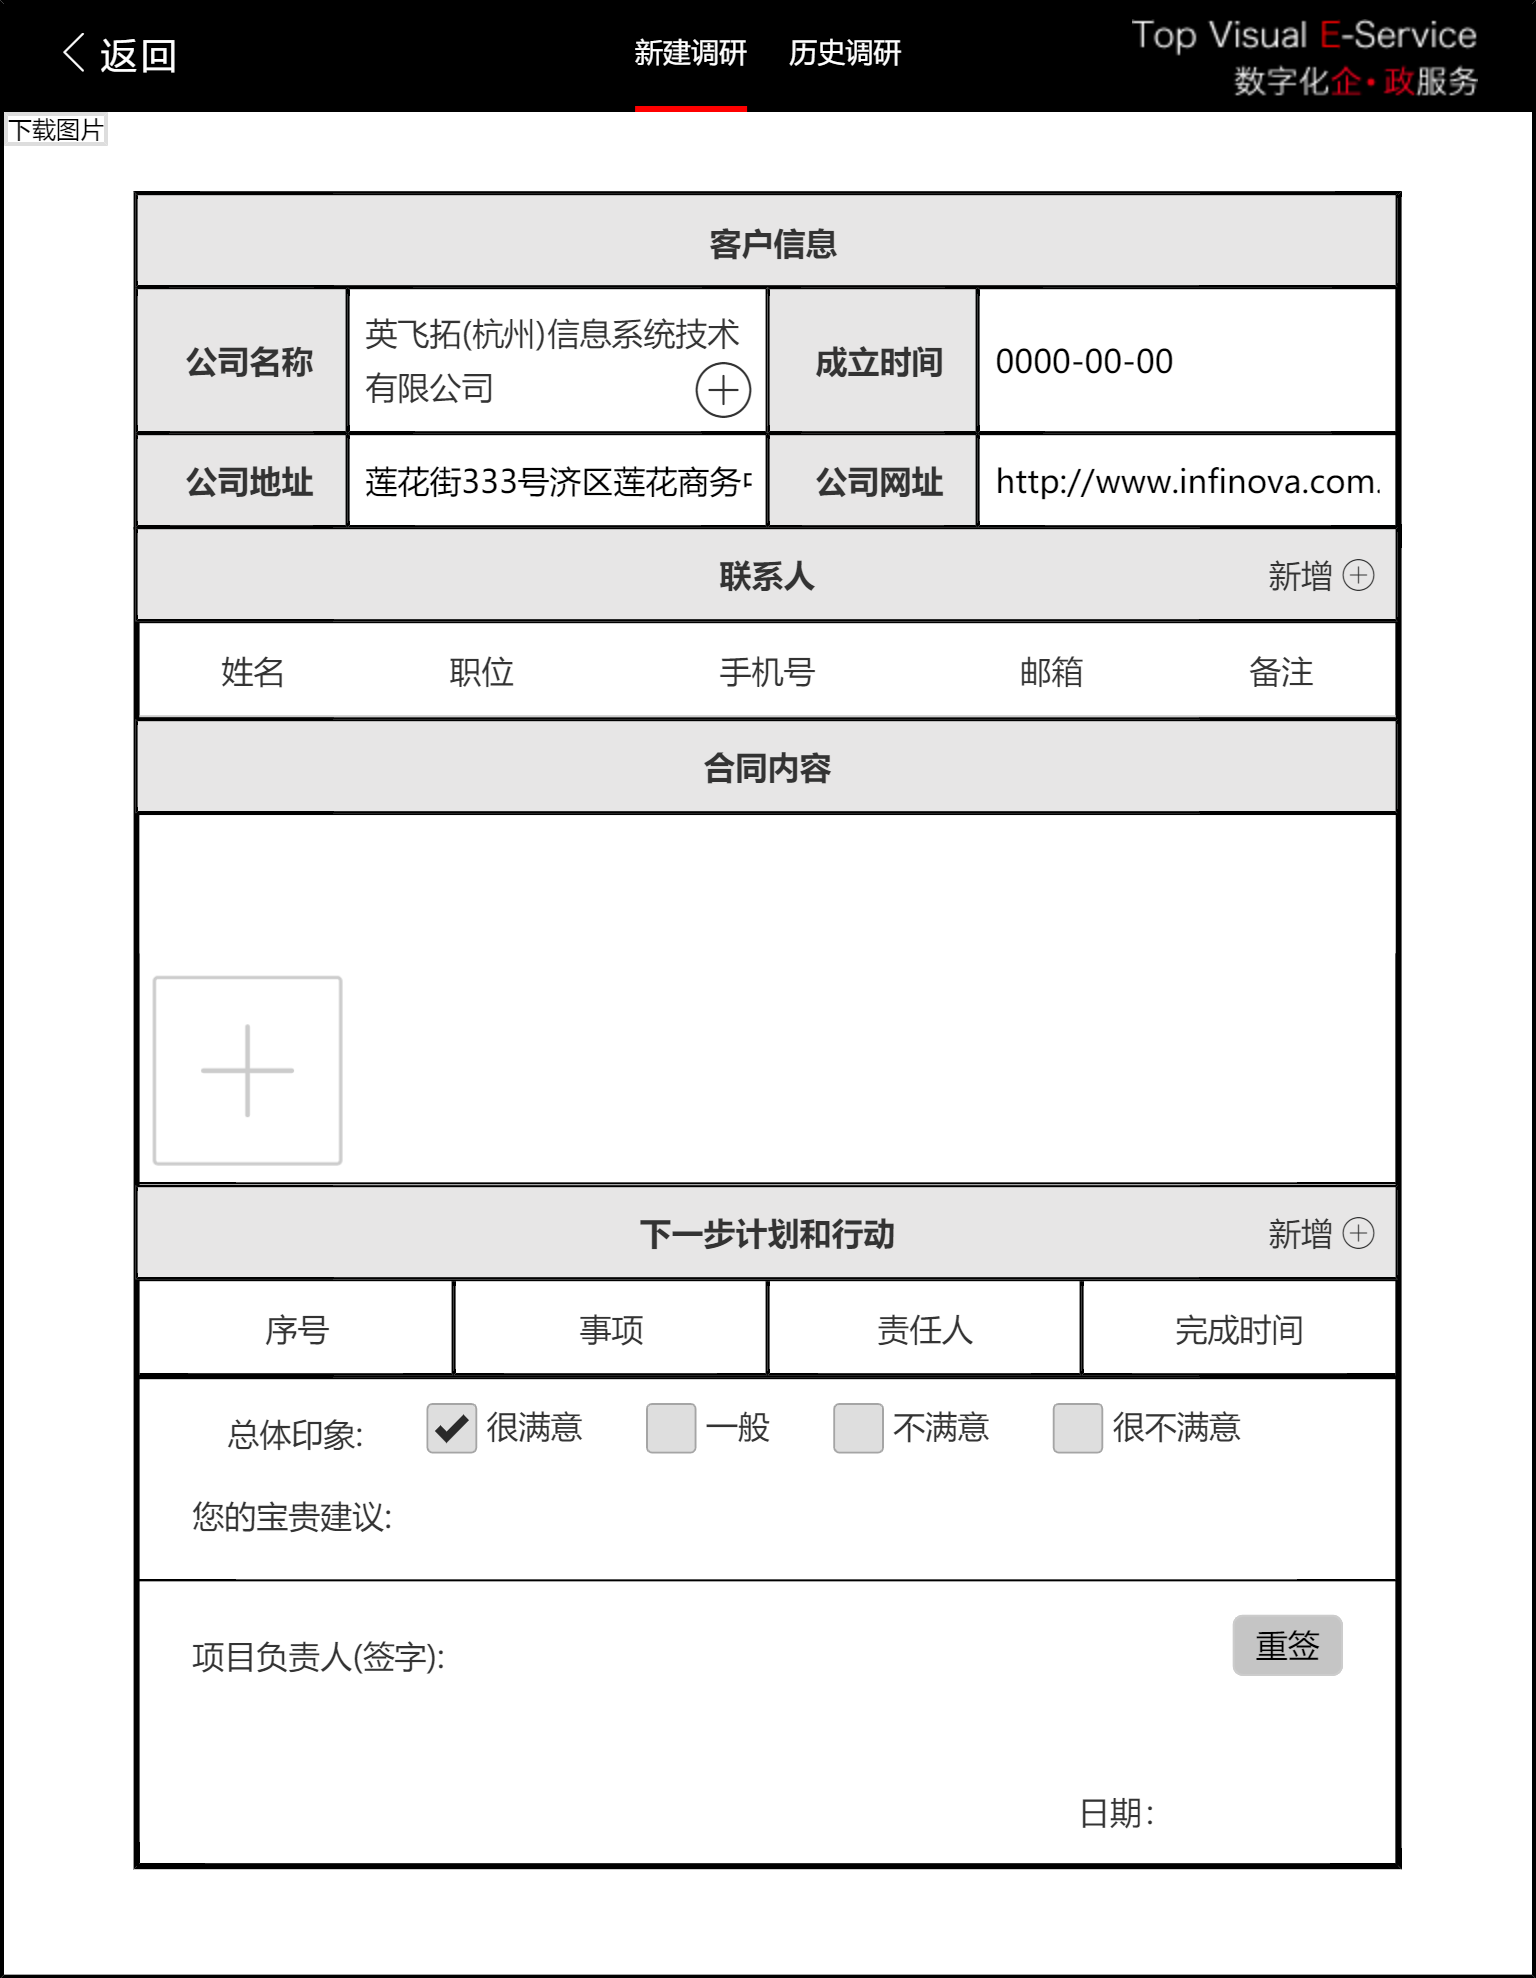 返回
新建调研 历史调研
Top Visual E-Service
数字化企·政服务
下载图片
客户信息
公司名称 英飞拓(杭州)信息系统技术
有限公司
成立时间 0000-00-00
公司地址 莲花街333号济区莲花商务 公司网址 http://www.infinova.com.
联系人 新增
姓名 职位 手机号 邮箱 备注
合同内容
下一步计划和行动 新增
序号 事项 责任人 完成时间
总体印象: 很满意 一般 不满意 很不满意
您的宝贵建议:
项目负责人(签字): 重签
日期: